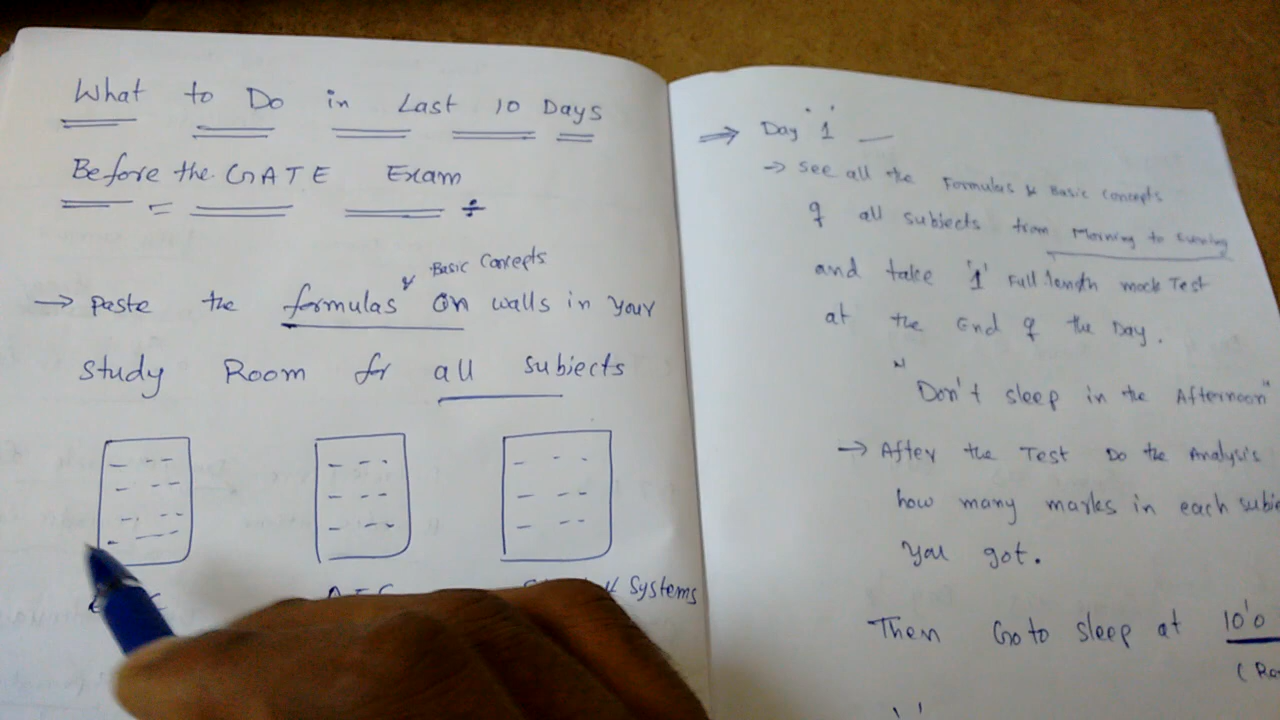 What to Do in Last 10 Days
Before the GATE Exam
& Basic Concepts
→ Paste the formulas on walls in your
Study Room for all subjects
Systems
⇒ Day '1' —
→ See all the Formulas & Basic Concepts
of all subjects from Morning to Evening
and take '1' Full length mock Test
at the End of the Day.
"Don't sleep in the Afternoon"
→ After the Test Do the Analysis
how many marks in each
you got.
Then Go to sleep at 10'0